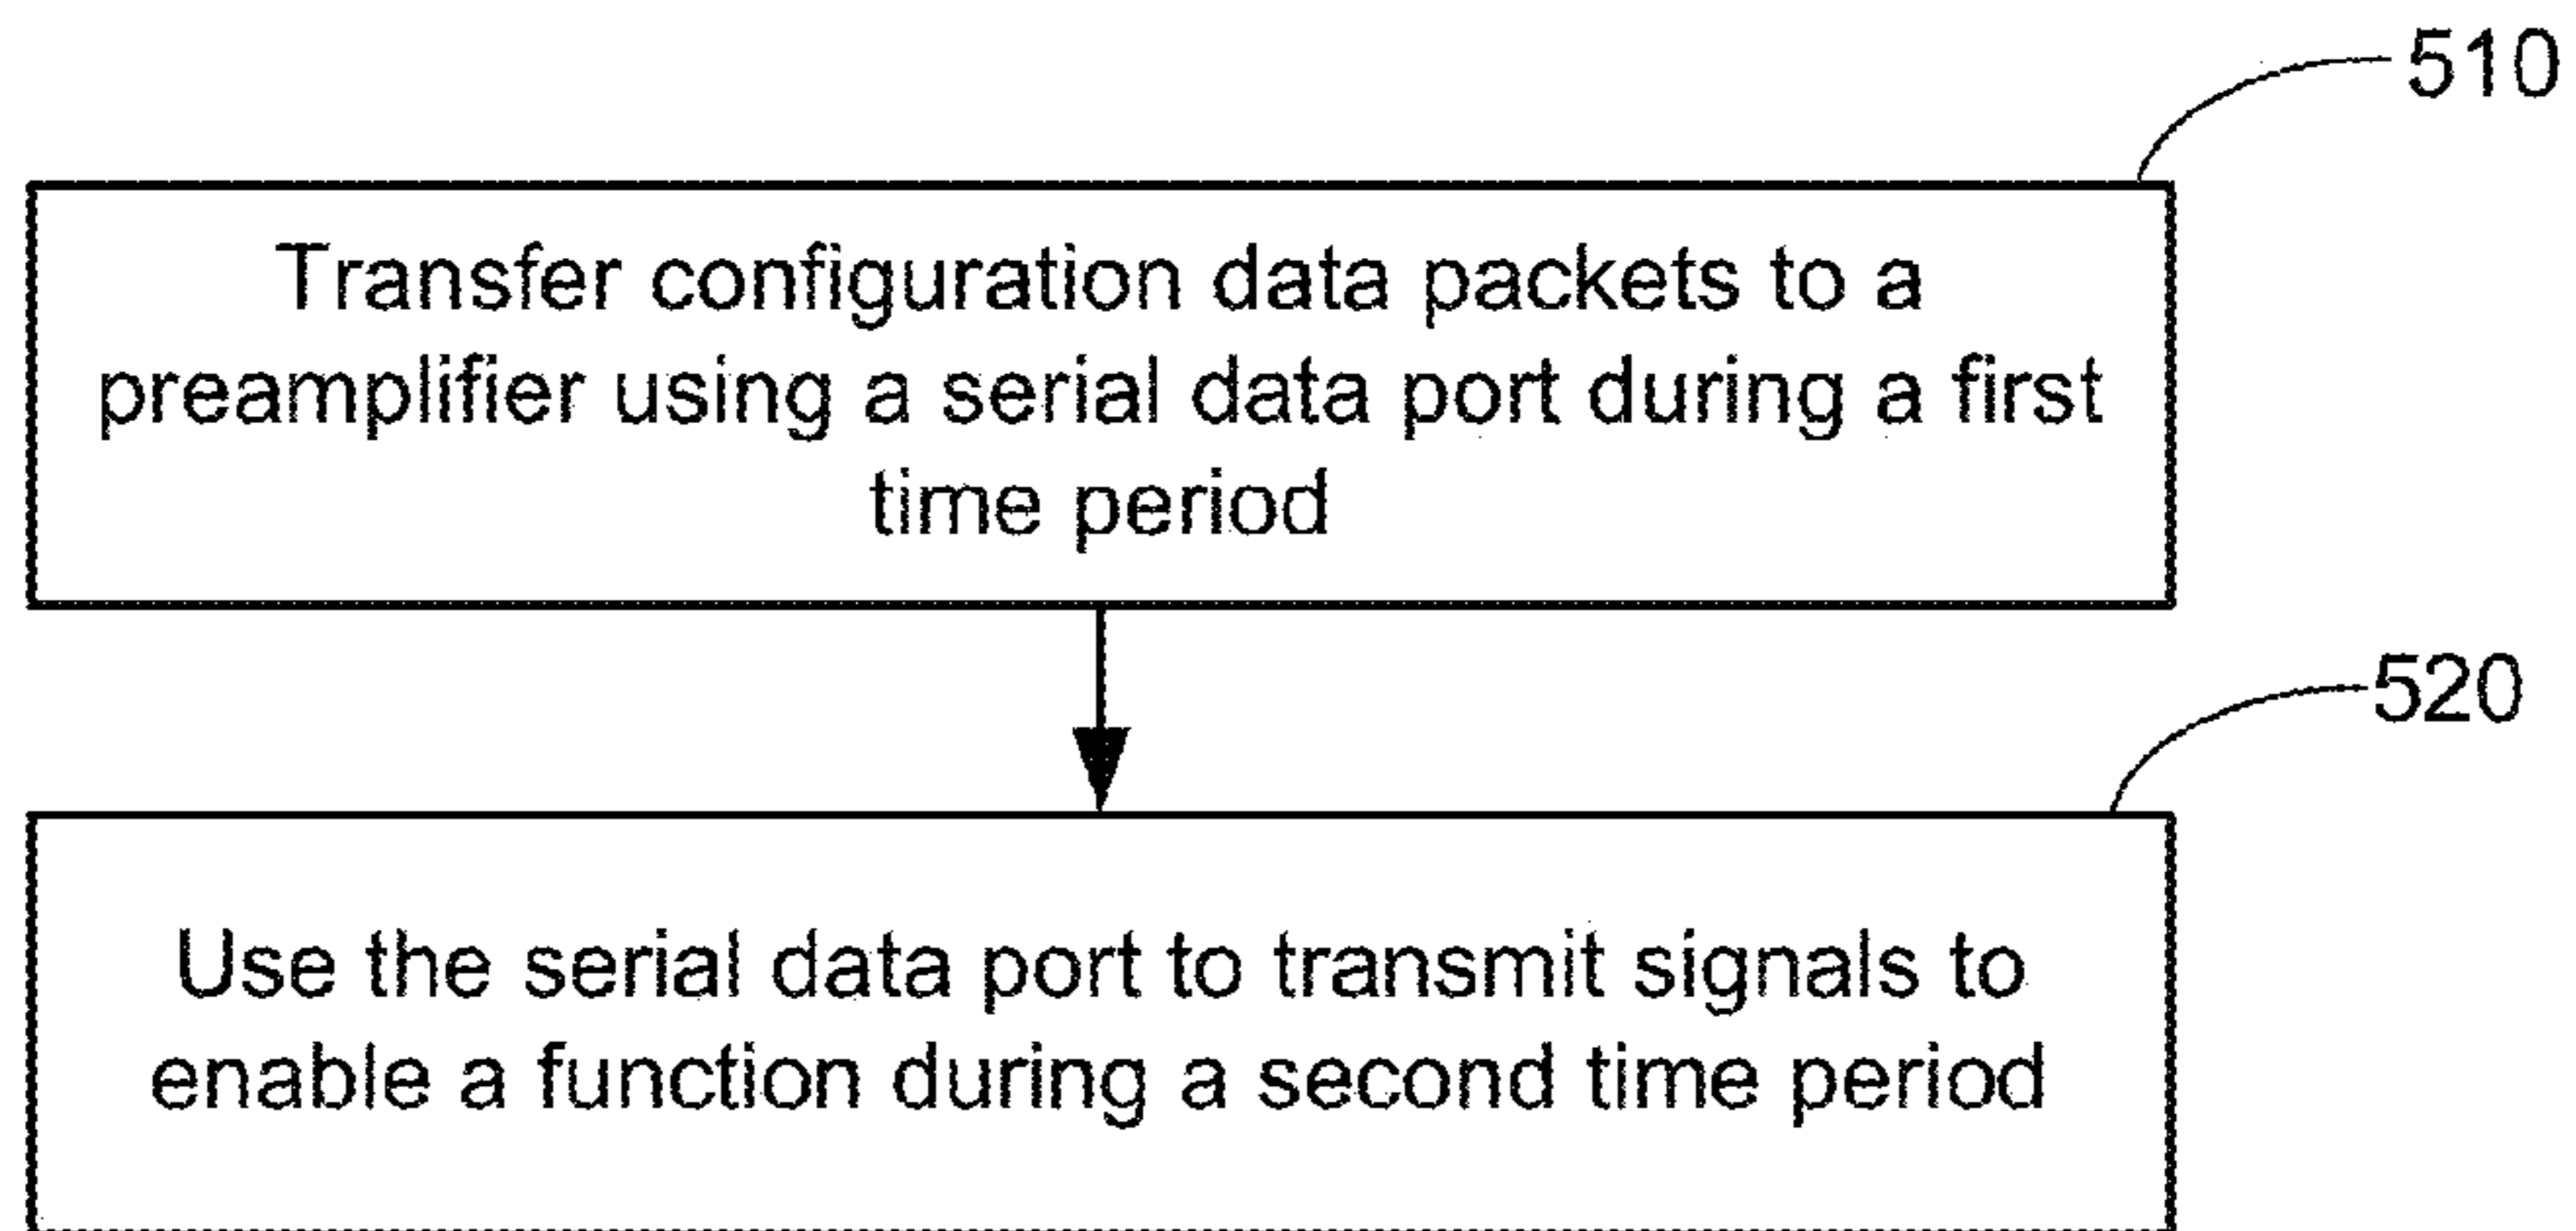 510
Transfer configuration data packets to a
preamplifier using a serial data port during a first
time period
520
Use the serial data port to transmit signals to
enable a function during a second time period